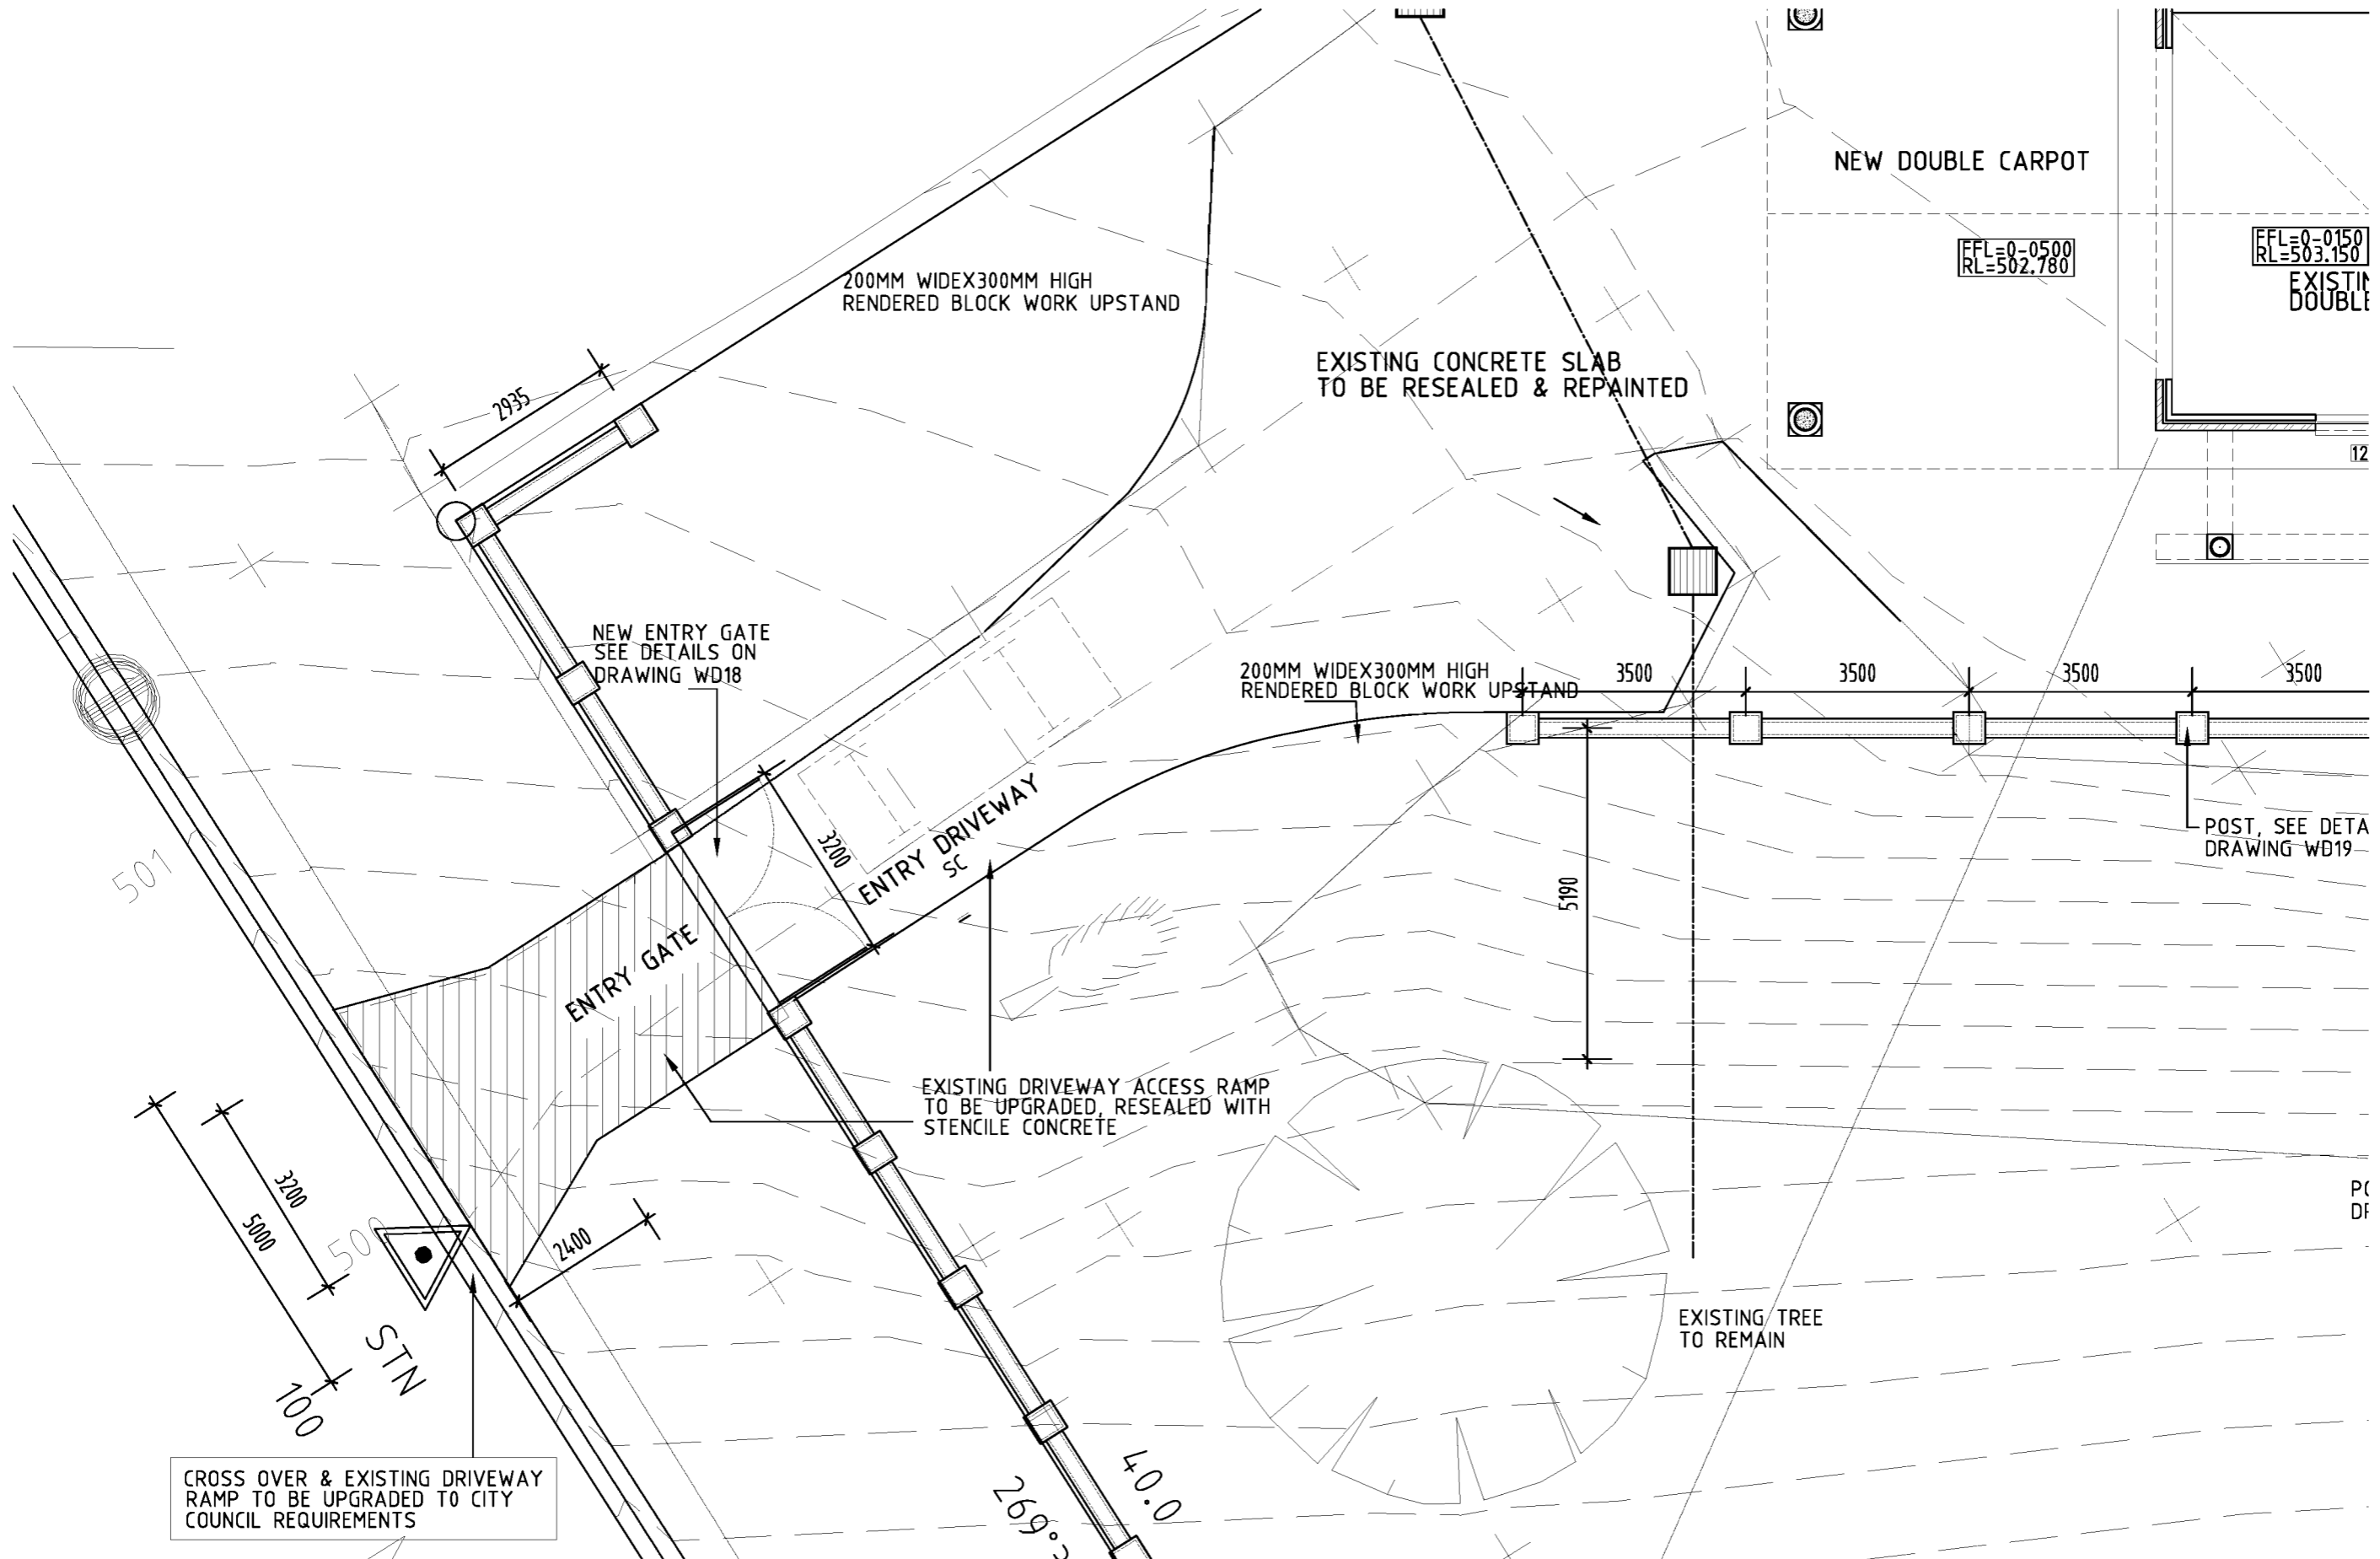 NEW DOUBLE CARPOT
FFL=0-0500
RL=502.780
FFL=0-0150
RL=503.150
EXISTIN
DOUBLE
200MM WIDEX300MM HIGH
RENDERED BLOCK WORK UPSTAND
EXISTING CONCRETE SLAB
TO BE RESEALED & REPAINTED
2935
12
NEW ENTRY GATE
SEE DETAILS ON
DRAWING WD18
200MM WIDEX300MM HIGH
RENDERED BLOCK WORK UPSTAND
3500
3500
3500
3500
3200
ENTRY DRIVEWAY
SC
POST, SEE DETA
DRAWING WD19
501
5190
ENTRY GATE
EXISTING DRIVEWAY ACCESS RAMP
TO BE UPGRADED, RESEALED WITH
STENCILE CONCRETE
3200
5000
500
2400
EXISTING TREE
TO REMAIN
STN
100
CROSS OVER & EXISTING DRIVEWAY
RAMP TO BE UPGRADED TO CITY
COUNCIL REQUIREMENTS
40.0
269°